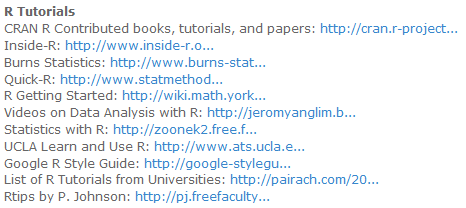 R Tutorials
CRAN R Contributed books, tutorials, and papers: http://cran.r-project...
Inside-R: http://www.inside-r.o...
Burns Statistics: http://www.burns-stat...
Quick-R: http://www.statmethod...
R Getting Started: http://wiki.math.york...
Videos on Data Analysis with R: http://jeromyanglim.b...
Statistics with R: http://zoonek2.free.f...
UCLA Learn and Use R: http://www.ats.ucla.e...
Google R Style Guide: http://google-stylegu...
List of R Tutorials from Universities: http://pairach.com/20...
Rtips by P. Johnson: http://pj.freefaculty...